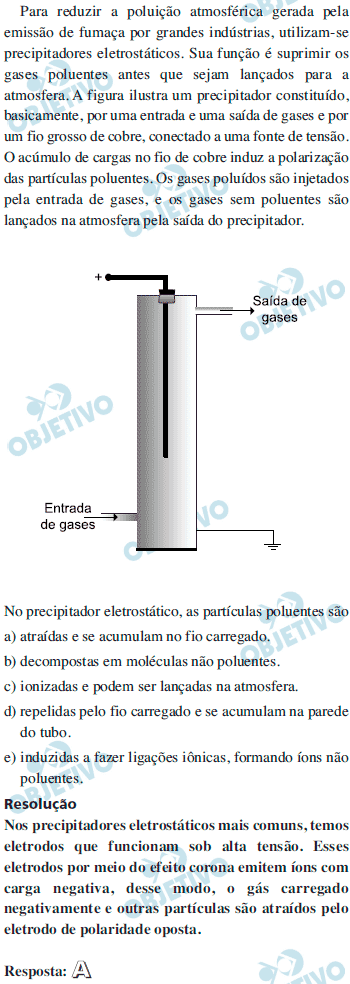 Para reduzir a poluição atmosférica gerada pela
emissão de fumaça por grandes indústrias, utilizam-se
precipitadores eletrostáticos. Sua função é suprimir os
gases poluentes antes que sejam lançados para a
atmosfera. A figura ilustra um precipitador constituído,
basicamente, por uma entrada e uma saída de gases e por
um fio grosso de cobre, conectado a uma fonte de tensão.
O acúmulo de cargas no fio de cobre induz a polarização
das partículas poluentes. Os gases poluídos são injetados
pela entrada de gases, e os gases sem poluentes são
lançados na atmosfera pela saída do precipitador.
+
Saída de
gases
Entrada
de gases
No precipitador eletrostático, as partículas poluentes são
a) atraídas e se acumulam no fio carregado.
b) decompostas em moléculas não poluentes.
c) ionizadas e podem ser lançadas na atmosfera.
d) repelidas pelo fio carregado e se acumulam na parede
do tubo.
e) induzidas a fazer ligações iônicas, formando íons não
poluentes.
Resolução
Nos precipitadores eletrostáticos mais comuns, temos
eletrodos que funcionam sob alta tensão. Esses
eletrodos por meio do efeito corona emitem íons com
carga negativa, desse modo, o gás carregado
negativamente e outras partículas são atraídos pelo
eletrodo de polaridade oposta.
Resposta: A
OBJETIVO
OBJETIVO
OBJETIVO
OBJETIVO
OBJETIVO